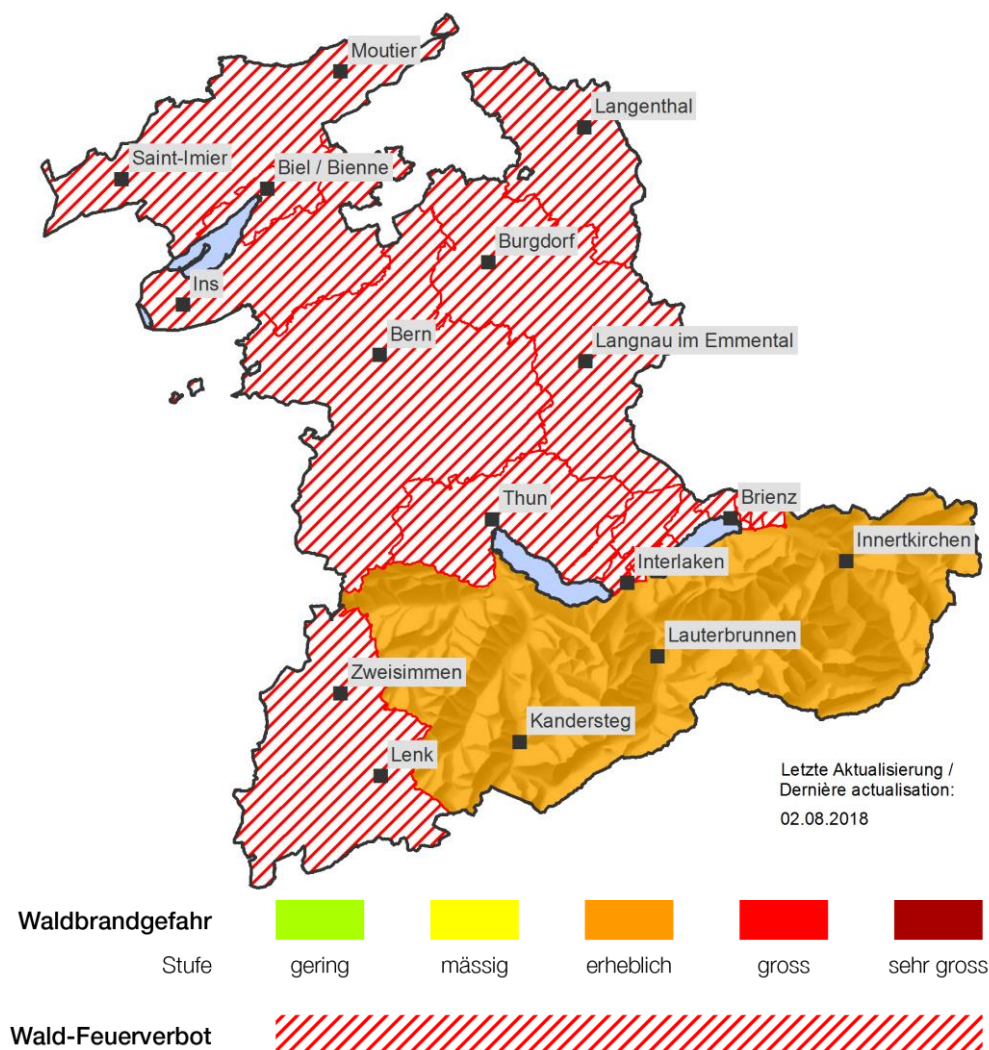 Moutier
Langenthal
Saint-Imier
Biel / Bienne
Burgdorf
Ins
Bern
Langnau im Emmental
Thun
Brienz
Innertkirchen
Interlaken
Lauterbrunnen
Zweisimmen
Kandersteg
Lenk
Letzte Aktualisierung /
Dernière actualisation:
02.08.2018
Waldbrandgefahr
Stufe gering mässig erheblich gross sehr gross
Wald-Feuerverbot